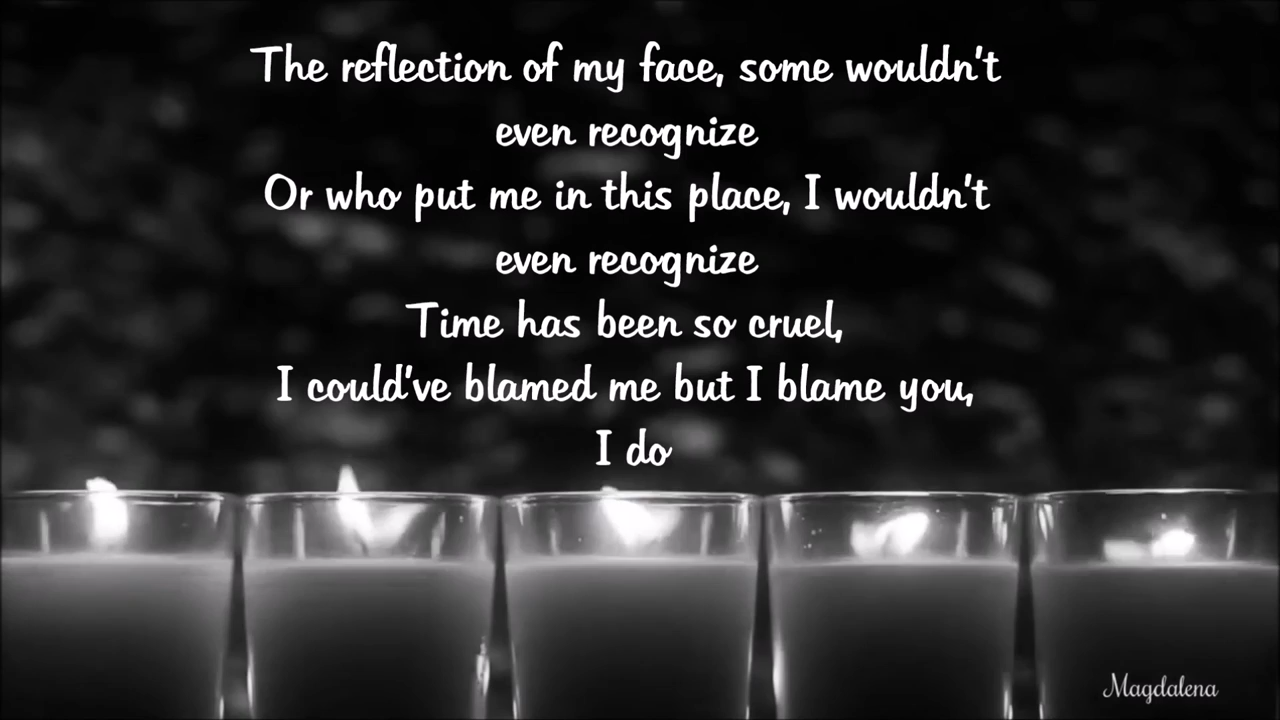 The reflection of my face, some wouldn't
even recognize
Or who put me in this place, I wouldn't
even recognize
Time has been so cruel,
I could've blamed me but I blame you,
I do
Magdalena